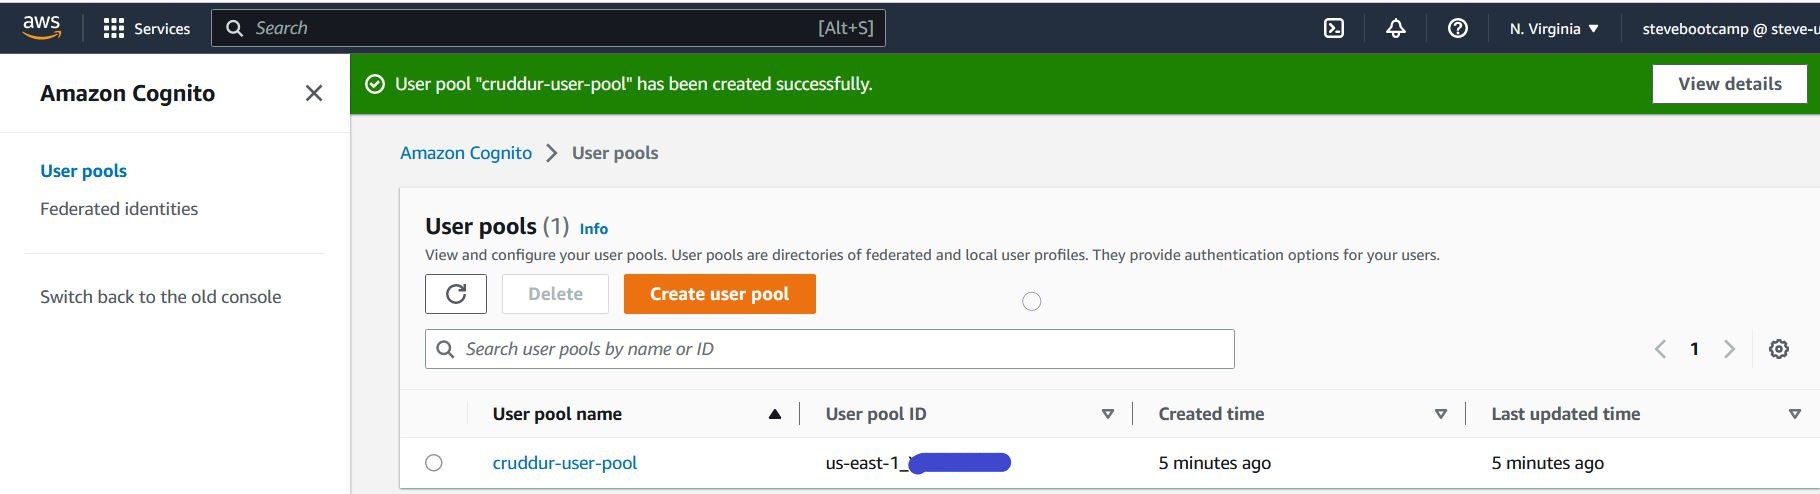 aws
Services
Search [Alt+S]
N. Virginia
stevebootcamp @ steve-u
Amazon Cognito
User pools
Federated identities
Switch back to the old console
User pool "cruddur-user-pool" has been created successfully.
View details
Amazon Cognito > User pools
User pools (1) Info
View and configure your user pools. User pools are directories of federated and local user profiles. They provide authentication options for your users.
Delete
Create user pool
Search user pools by name or ID
1
User pool name User pool ID Created time Last updated time
cruddur-user-pool us-east-1_ 5 minutes ago 5 minutes ago